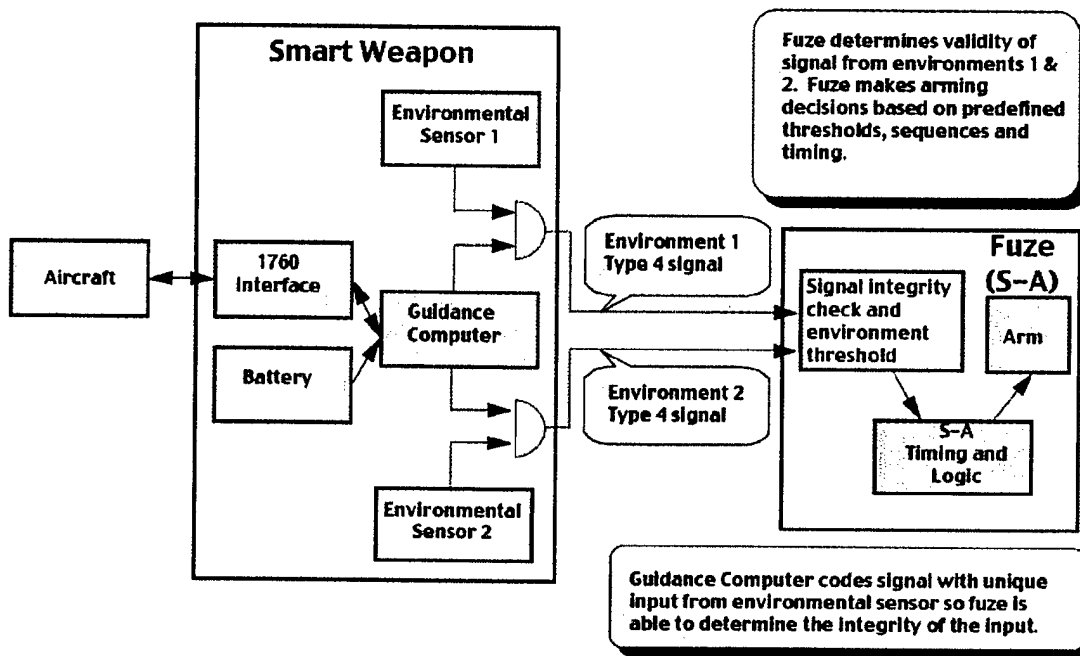 Smart Weapon
Environmental
Sensor 1
Aircraft
1760
Interface
Guidance
Computer
Battery
Environmental
Sensor 2
Environment 1
Type 4 signal
Environment 2
Type 4 signal
Fuze determines validity of
signal from environments 1 &
2. Fuze makes arming
decisions based on predefined
thresholds, sequences and
timing.
Fuze
(S-A)
Signal integrity
check and
environment
threshold
Arm
S-A
Timing and
Logic
Guidance Computer codes signal with unique
input from environmental sensor so fuze is
able to determine the integrity of the input.